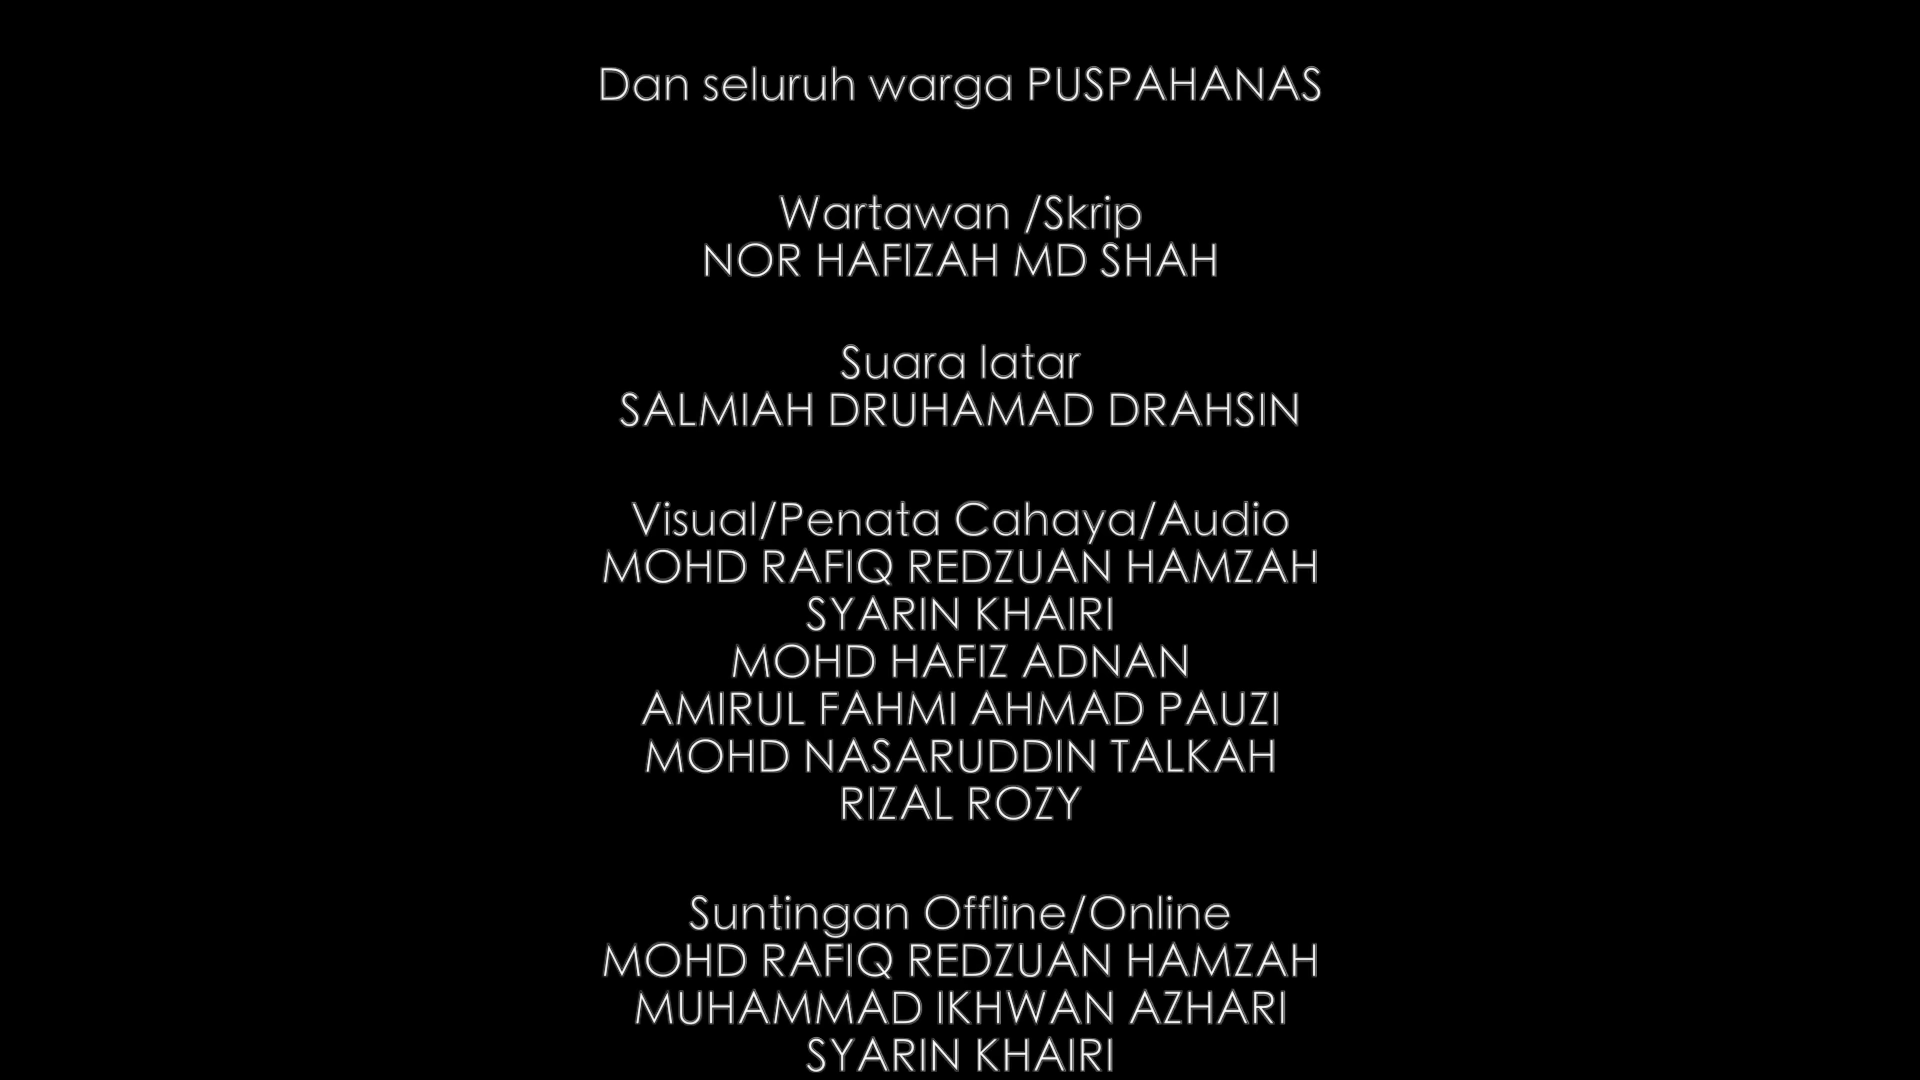 Dan seluruh warga PUSPAHANAS
Wartawan /Skrip
NOR HAFIZAH MD SHAH
Suara latar
SALMIAH DRUHAMAD DRAHSIN
Visual/Penata Cahaya/Audio
MOHD RAFIQ REDZUAN HAMZAH
SYARIN KHAIRI
MOHD HAFIZ ADNAN
AMIRUL FAHMI AHMAD PAUZI
MOHD NASARUDDIN TALKAH
RIZAL ROZY
Suntingan Offline/Online
MOHD RAFIQ REDZUAN HAMZAH
MUHAMMAD IKHWAN AZHARI
SYARIN KHAIRI